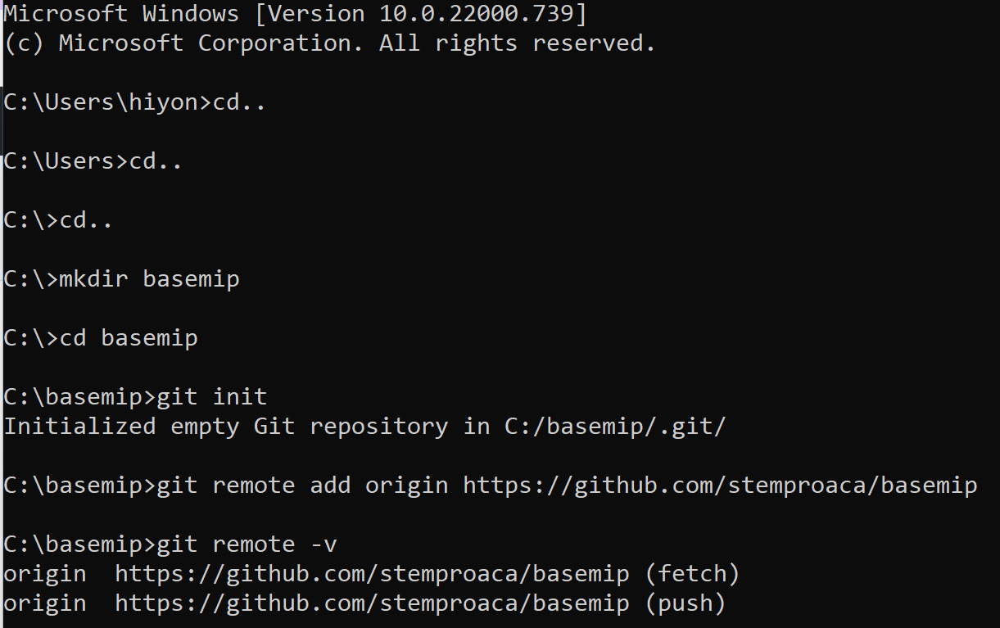 Microsoft Windows [Version 10.0.22000.739]
(c) Microsoft Corporation. All rights reserved.
C:\Users\hiyon>cd..
C:\Users>cd..
C:\>cd..
C:\>mkdir basemip
C:\>cd basemip
C:\basemip>git init
Initialized empty Git repository in C:/basemip/.git/
C:\basemip>git remote add origin https://github.com/stemproaca/basemip
C:\basemip>git remote -v
origin  https://github.com/stemproaca/basemip (fetch)
origin  https://github.com/stemproaca/basemip (push)